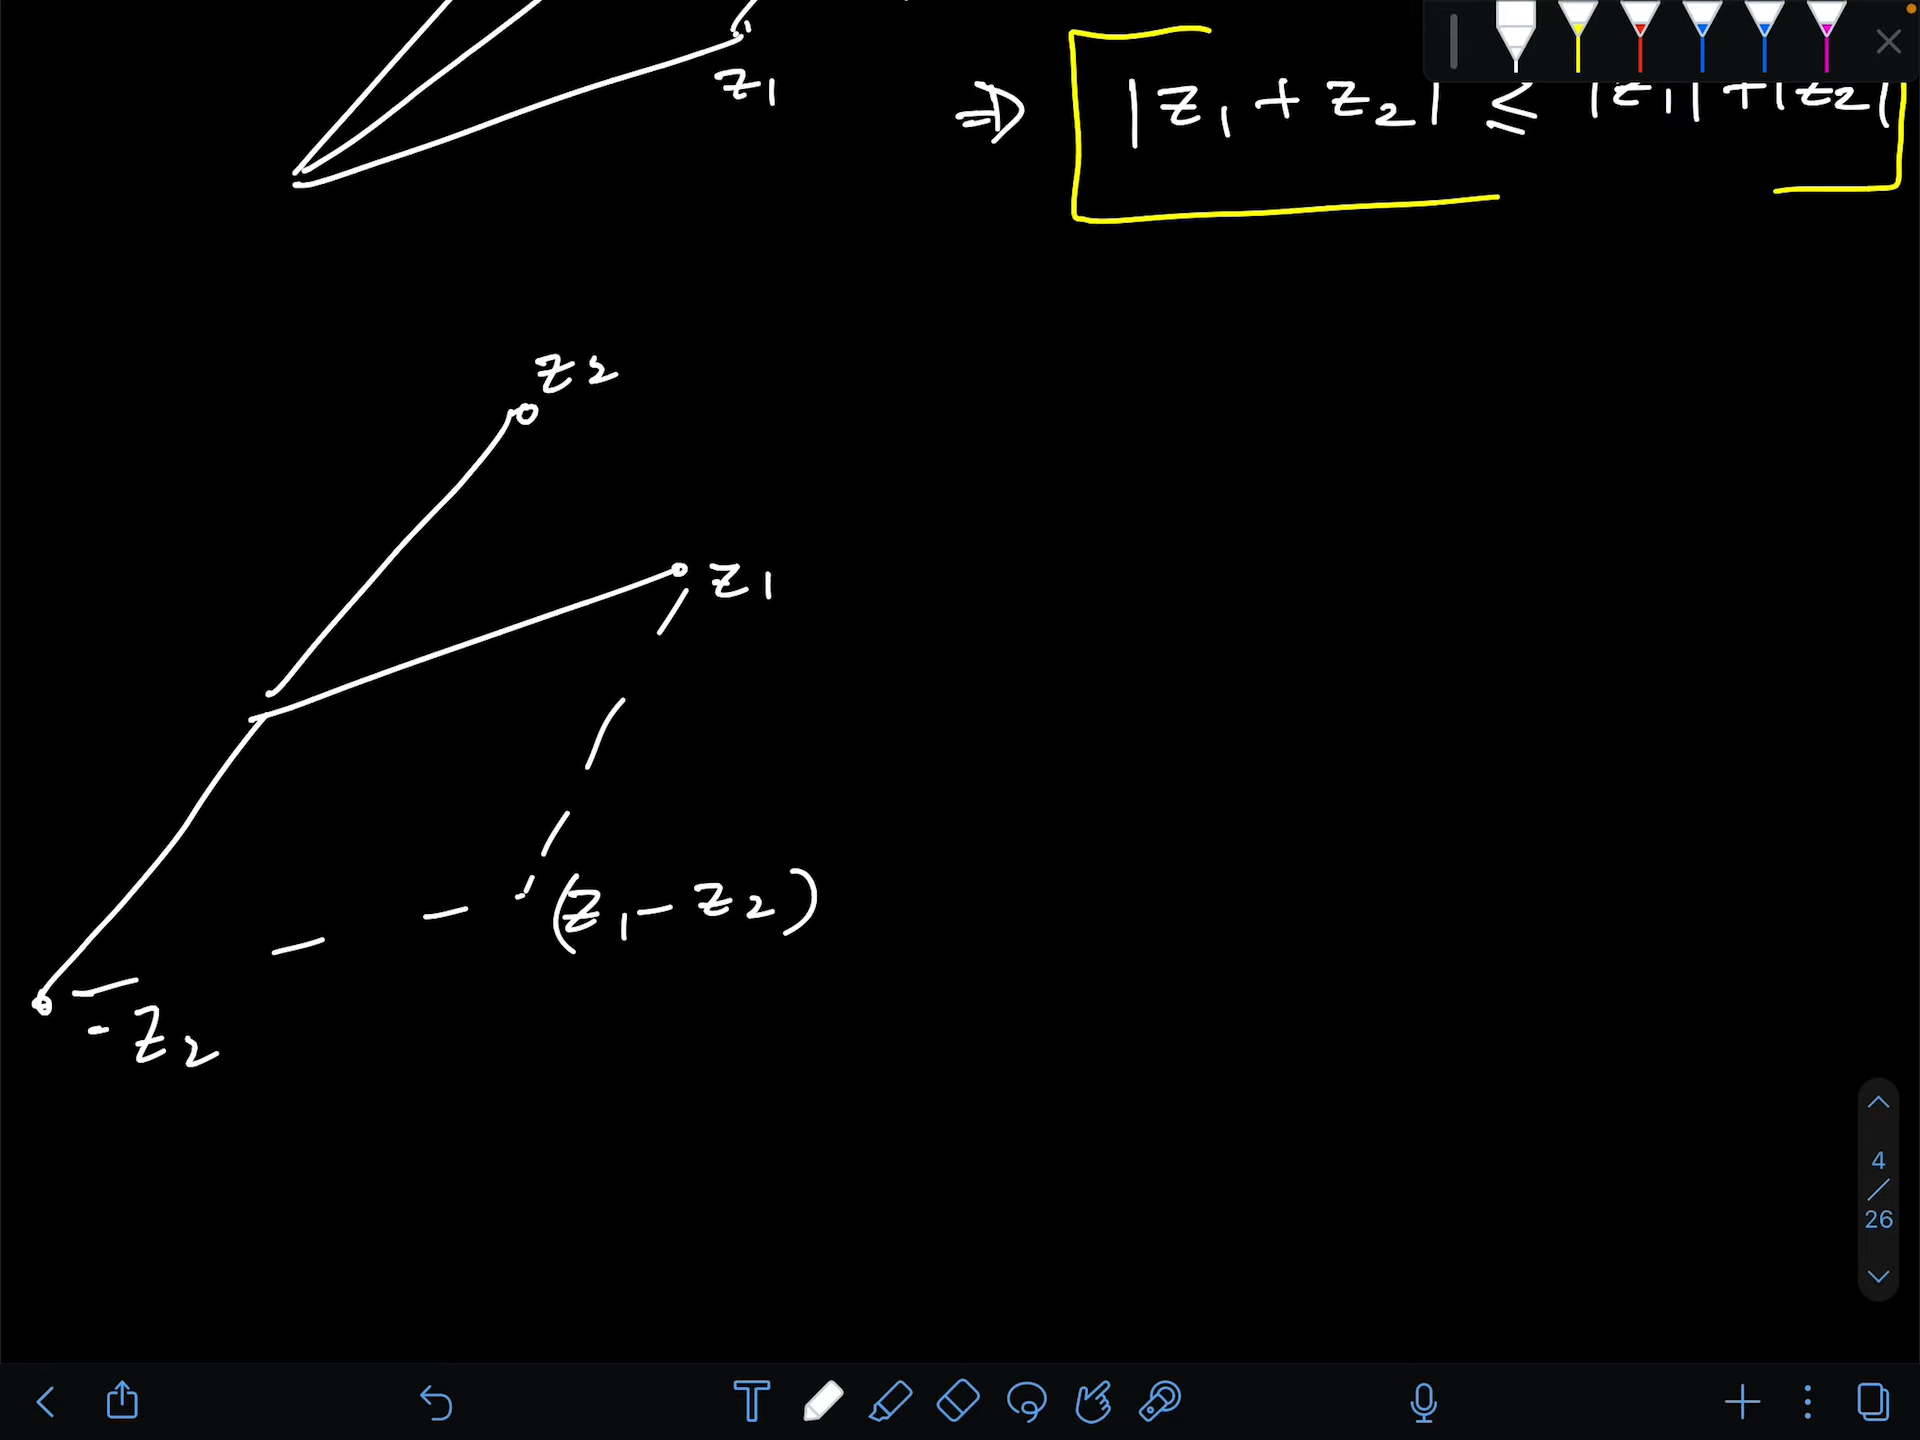 z1
⇒ |z1 + z2| ≤ |z1| + |z2|
z2
z1
(z1 - z2)
- z2
4
/
26
T